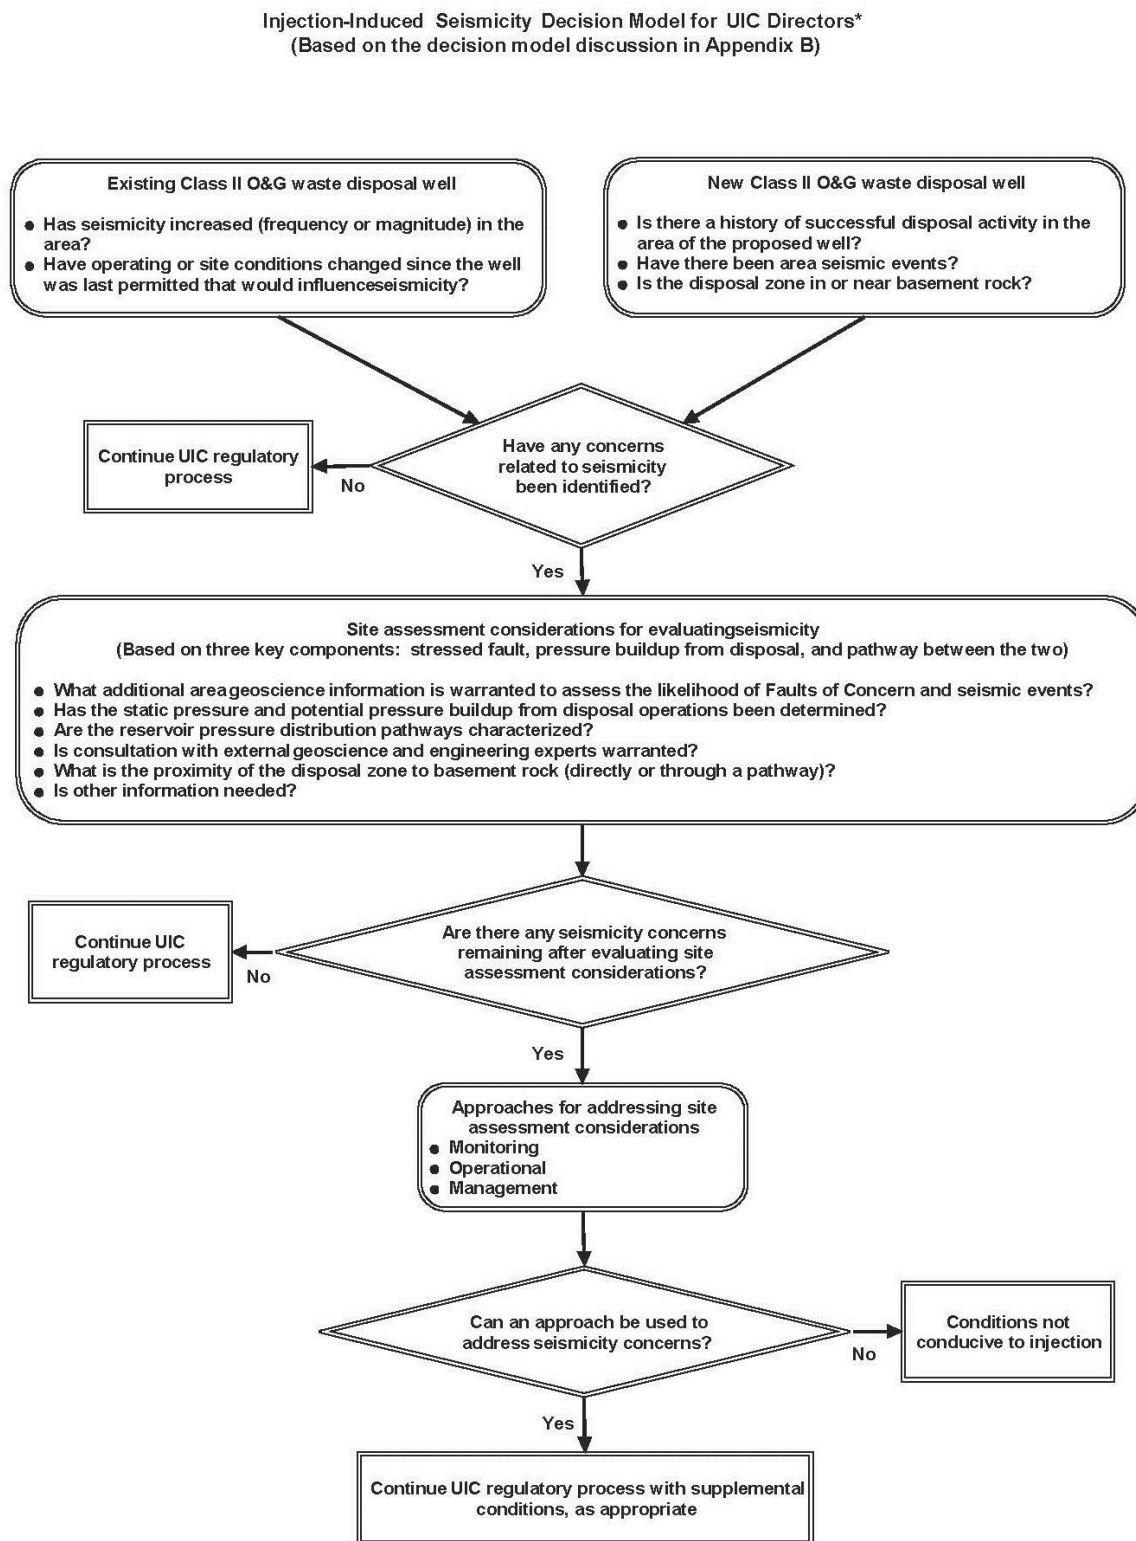 Injection-Induced Seismicity Decision Model for UIC Directors*
(Based on the decision model discussion in Appendix B)
Existing Class II O&G waste disposal well
● Has seismicity increased (frequency or magnitude) in the
area?
● Have operating or site conditions changed since the well
was last permitted that would influenceseismicity?
New Class II O&G waste disposal well
● Is there a history of successful disposal activity in the
area of the proposed well?
● Have there been area seismic events?
● Is the disposal zone in or near basement rock?
Have any concerns
related to seismicity
been identified?
No
Continue UIC regulatory
process
Yes
Site assessment considerations for evaluatingseismicity
(Based on three key components: stressed fault, pressure buildup from disposal, and pathway between the two)
● What additional area geoscience information is warranted to assess the likelihood of Faults of Concern and seismic events?
● Has the static pressure and potential pressure buildup from disposal operations been determined?
● Are the reservoir pressure distribution pathways characterized?
● Is consultation with external geoscience and engineering experts warranted?
● What is the proximity of the disposal zone to basement rock (directly or through a pathway)?
● Is other information needed?
Are there any seismicity concerns
remaining after evaluating site
assessment considerations?
No
Continue UIC
regulatory process
Yes
Approaches for addressing site
assessment considerations
● Monitoring
● Operational
● Management
Can an approach be used to
address seismicity concerns?
No
Conditions not
conducive to injection
Yes
Continue UIC regulatory process with supplemental
conditions, as appropriate